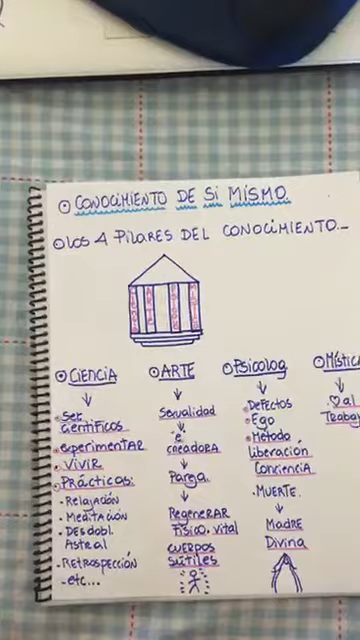 CONOCIMIENTO DE SÍ MISMO
LOS 4 PILARES DEL CONOCIMIENTO...
CIENCIA
Ser
científicos
experimentar
VIVIR
PRÁCTICAS:
- Relajación
- Meditación
- Desdobl.
Astral
- RETROSPECCIÓN
- etc...
ARTE
Sexualidad
creadora
Pareja
Regenerar
Físico. vital
CUERPOS
SUTILES
Psicolog
Defectos
Ego
Método
liberación
Conciencia
- MUERTE.
MADRE
Divina
Mística
al
Trabaj